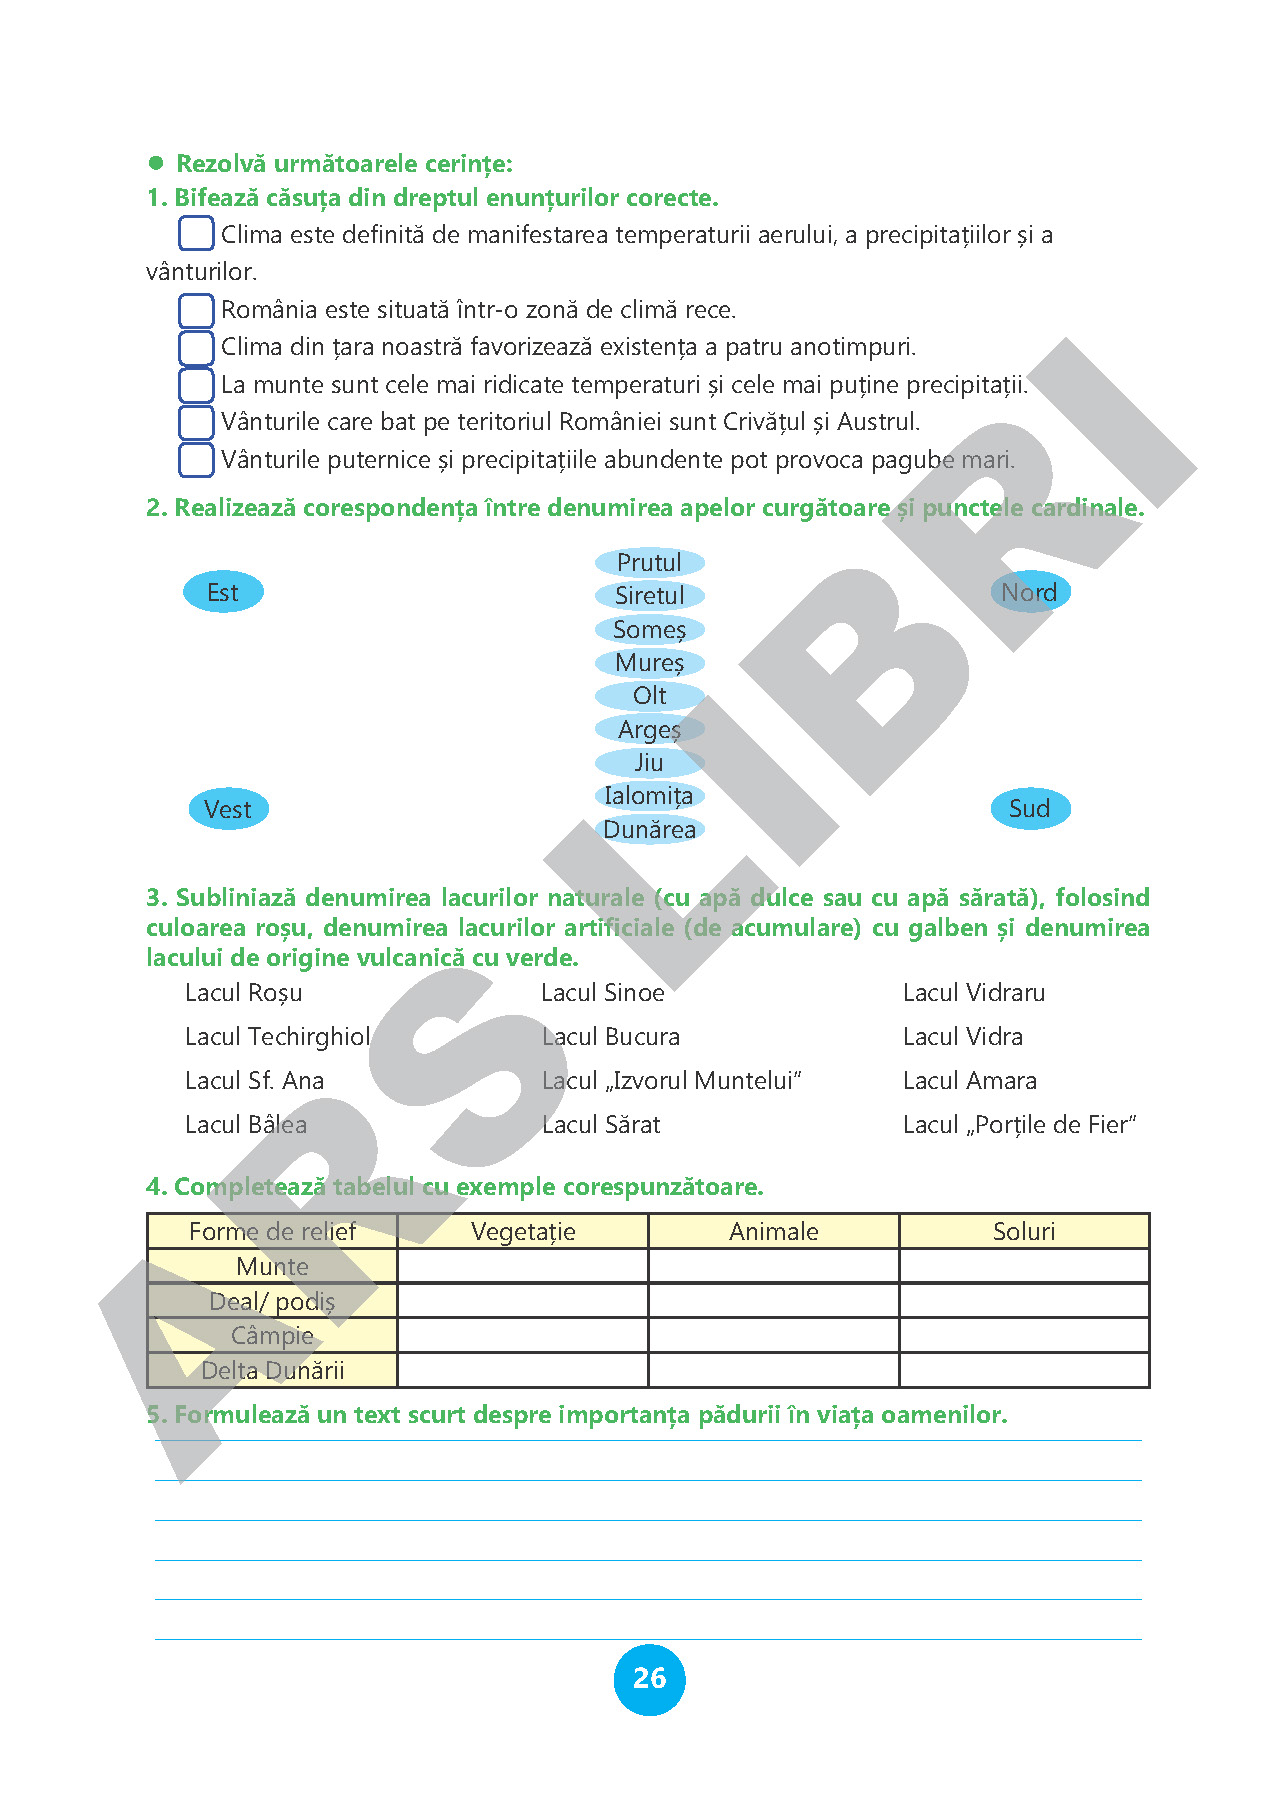 ● Rezolvă următoarele cerințe:
1. Bifează căsuța din dreptul enunțurilor corecte.
Clima este definită de manifestarea temperaturii aerului, a precipitațiilor și a
vânturilor.
România este situată într-o zonă de climă rece.
Clima din țara noastră favorizează existența a patru anotimpuri.
La munte sunt cele mai ridicate temperaturi și cele mai puține precipitații.
Vânturile care bat pe teritoriul României sunt Crivățul și Austrul.
Vânturile puternice și precipitațiile abundente pot provoca pagube mari.
2. Realizează corespondența între denumirea apelor curgătoare și punctele cardinale.
Prutul
Est
Siretul
Nord
Someș
Mureș
Olt
Argeș
Jiu
Ialomița
Vest
Sud
Dunărea
3. Subliniază denumirea lacurilor naturale (cu apă dulce sau cu apă sărată), folosind
culoarea roșu, denumirea lacurilor artificiale (de acumulare) cu galben și denumirea
lacului de origine vulcanică cu verde.
Lacul Roșu Lacul Sinoe Lacul Vidraru
Lacul Techirghiol Lacul Bucura Lacul Vidra
Lacul Sf. Ana Lacul „Izvorul Muntelui” Lacul Amara
Lacul Bâlea Lacul Sărat Lacul „Porțile de Fier”
4. Completează tabelul cu exemple corespunzătoare.
Forme de relief Vegetație Animale Soluri
Munte
Deal/ podiș
Câmpie
Delta Dunării
5. Formulează un text scurt despre importanța pădurii în viața oamenilor.
26
ARS LIBRI